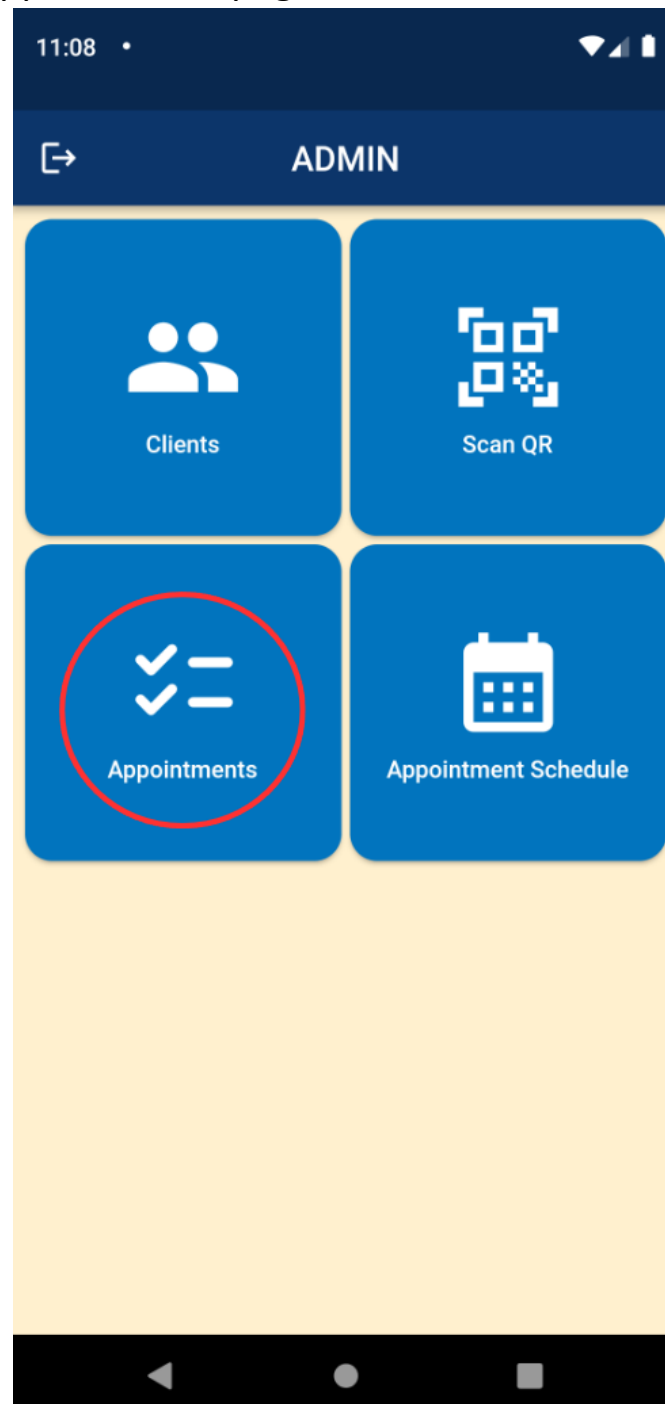 11:08
ADMIN
Clients
Scan QR
Appointments
Appointment Schedule